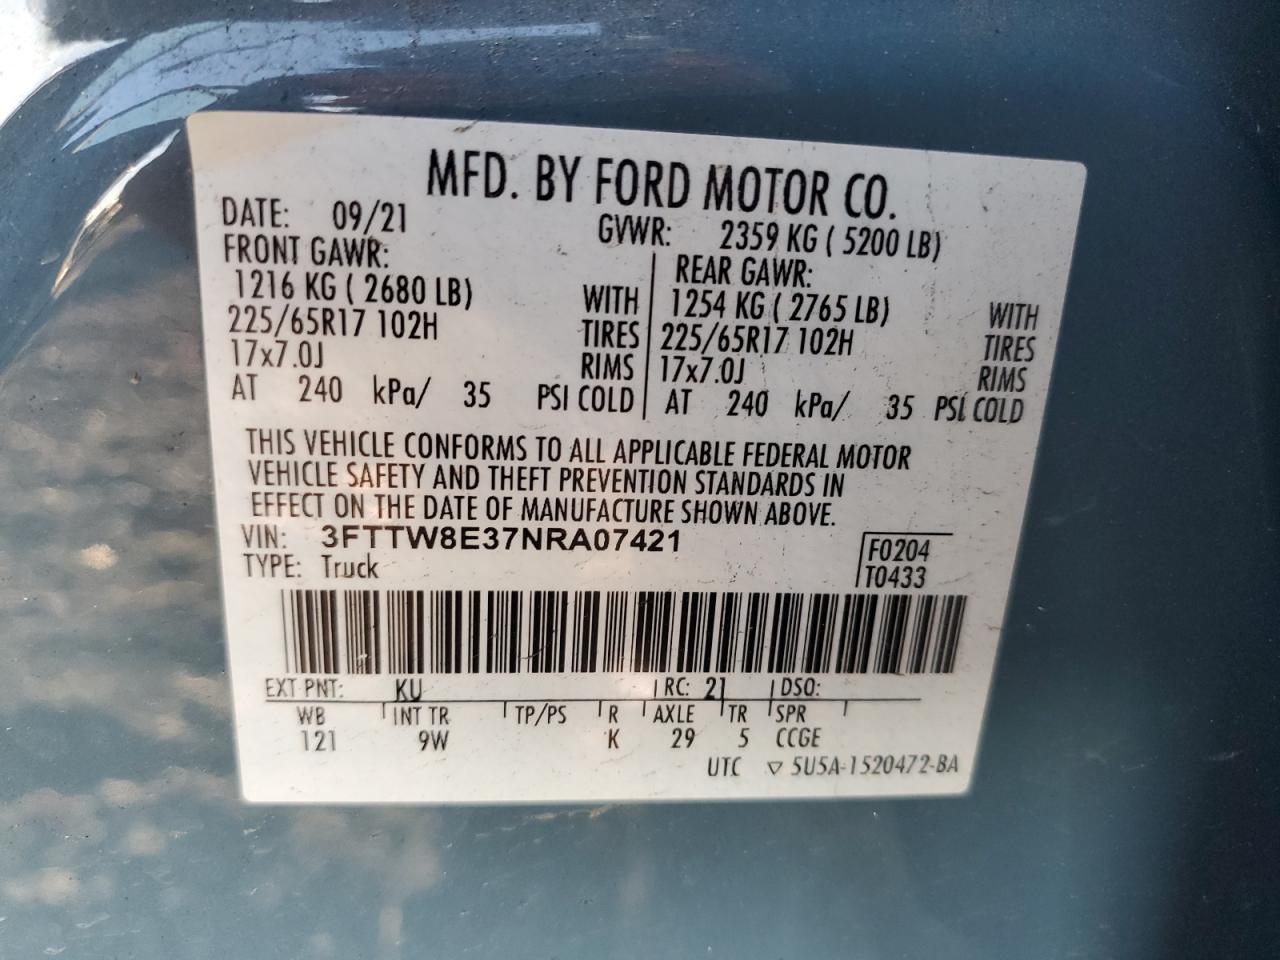 MFD. BY FORD MOTOR CO.
DATE: 09/21 GVWR: 2359 KG ( 5200 LB)
FRONT GAWR: REAR GAWR:
1216 KG ( 2680 LB) WITH 1254 KG ( 2765 LB) WITH
225/65R17 102H TIRES 225/65R17 102H TIRES
17x7.0J RIMS 17x7.0J RIMS
AT 240 kPa/ 35 PSI COLD AT 240 kPa/ 35 PSI COLD
THIS VEHICLE CONFORMS TO ALL APPLICABLE FEDERAL MOTOR
VEHICLE SAFETY AND THEFT PREVENTION STANDARDS IN
EFFECT ON THE DATE OF MANUFACTURE SHOWN ABOVE.
VIN: 3FTTW8E37NRA07421 F0204
TYPE: Truck T0433
EXT PNT: KU RC: 21 DSO:
WB INT TR TP/PS R AXLE TR SPR
121 9W K 29 5 CCGE
UTC ▽ 5U5A-1520472-BA